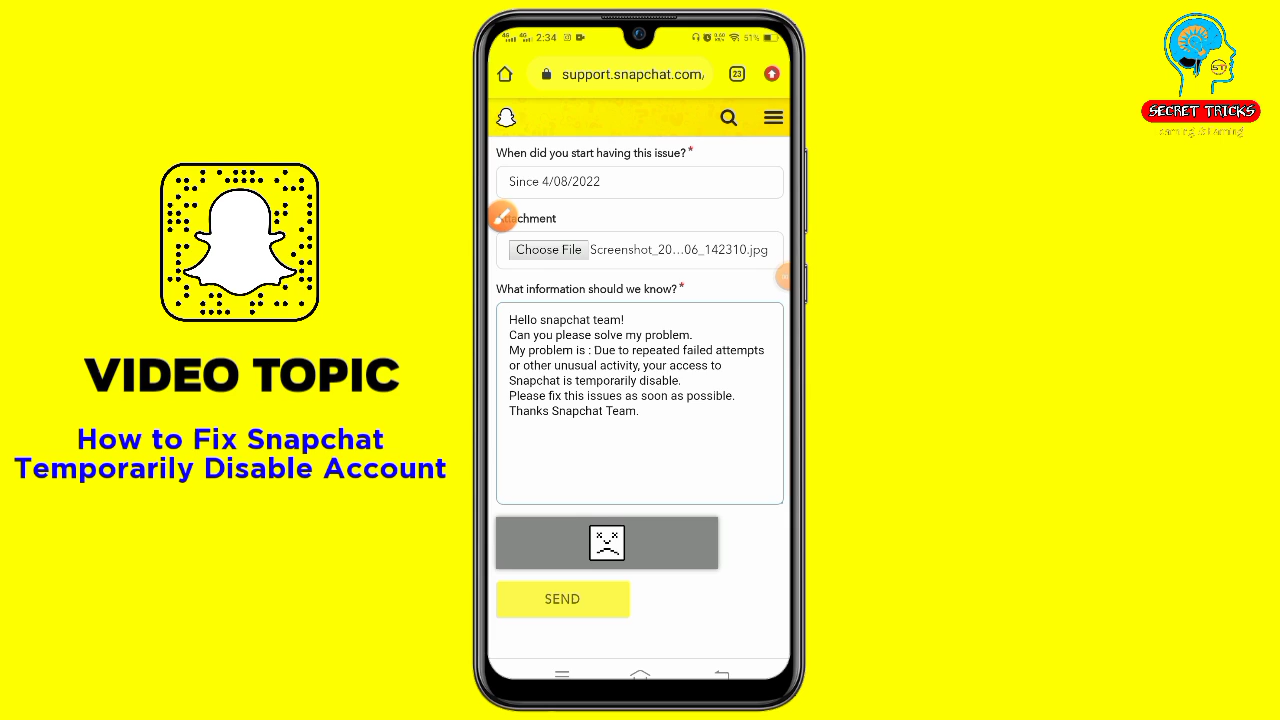 SECRET TRICKS
ST
VIDEO TOPIC
How to Fix Snapchat
Temporarily Disable Account
2:34
51%
support.snapchat.com/
23
When did you start having this issue? *
Since 4/08/2022
chment
Choose File Screenshot_20...06_142310.jpg
What information should we know? *
Hello snapchat team!
Can you please solve my problem.
My problem is : Due to repeated failed attempts
or other unusual activity, your access to
Snapchat is temporarily disable.
Please fix this issues as soon as possible.
Thanks Snapchat Team.
SEND